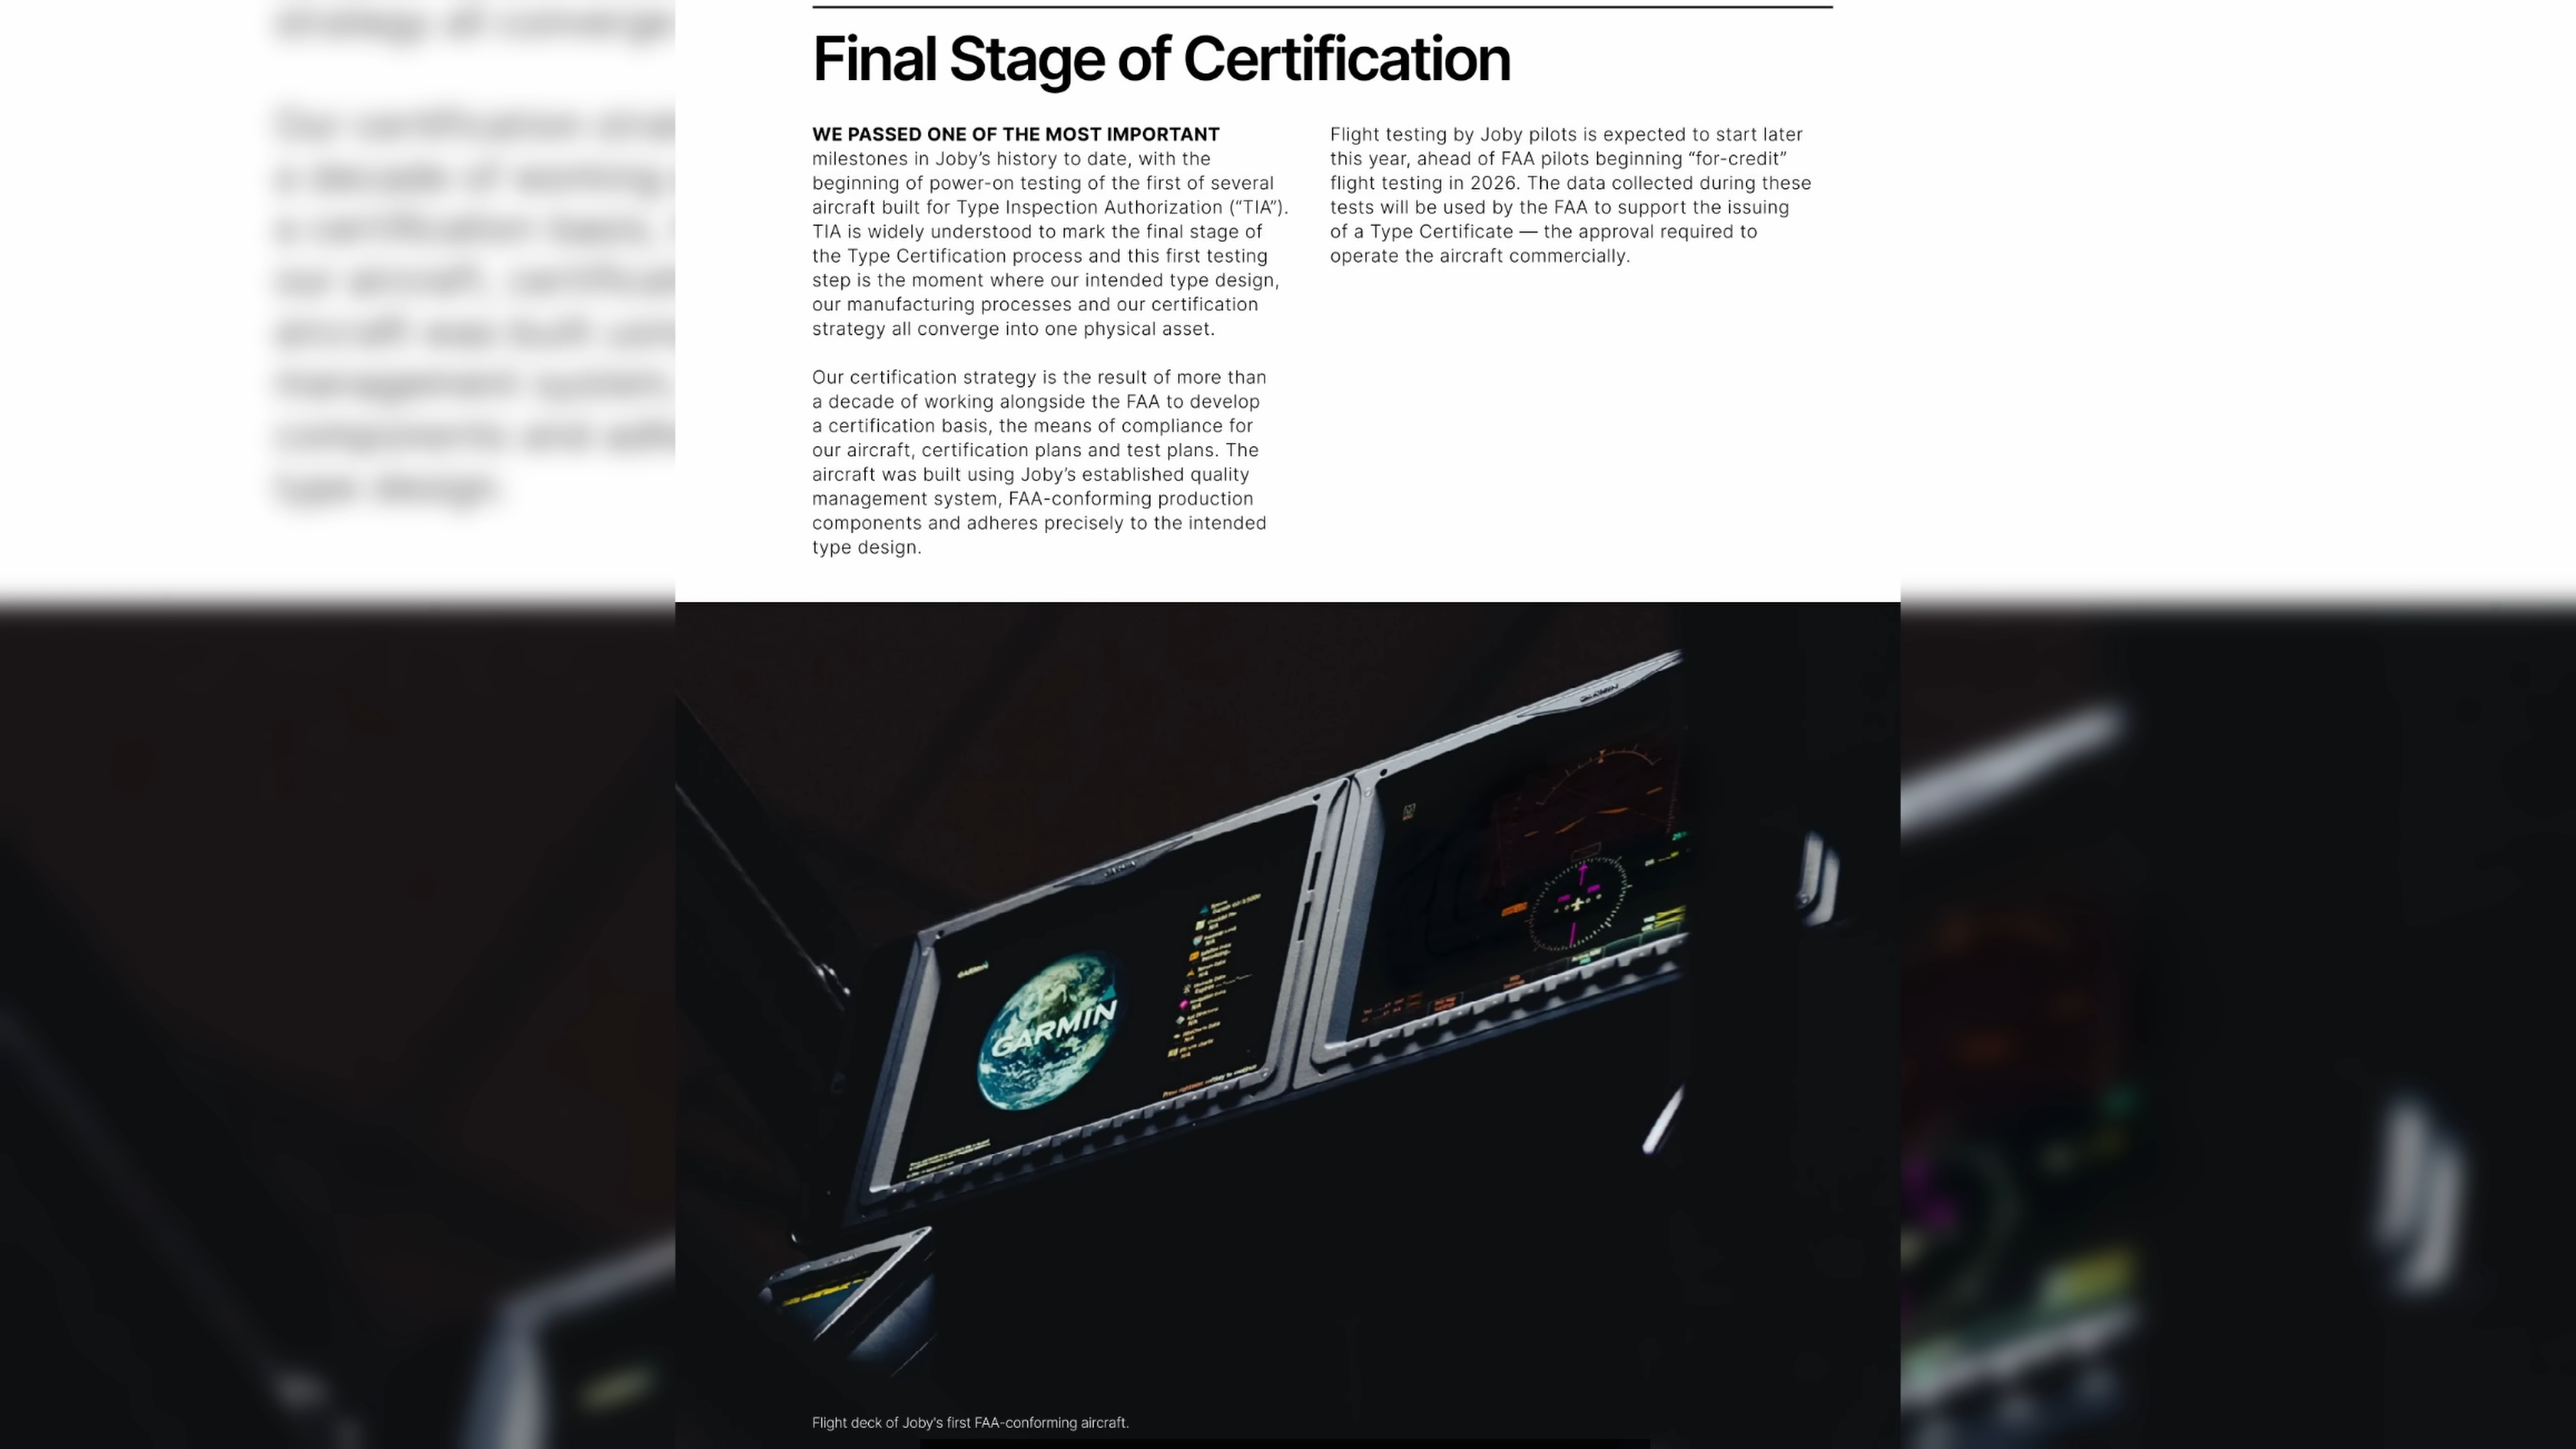 Final Stage of Certification
WE PASSED ONE OF THE MOST IMPORTANT
milestones in Joby’s history to date, with the
beginning of power-on testing of the first of several
aircraft built for Type Inspection Authorization (“TIA”).
TIA is widely understood to mark the final stage of
the Type Certification process and this first testing
step is the moment where our intended type design,
our manufacturing processes and our certification
strategy all converge into one physical asset.
Our certification strategy is the result of more than
a decade of working alongside the FAA to develop
a certification basis, the means of compliance for
our aircraft, certification plans and test plans. The
aircraft was built using Joby’s established quality
management system, FAA-conforming production
components and adheres precisely to the intended
type design.
Flight testing by Joby pilots is expected to start later
this year, ahead of FAA pilots beginning “for-credit”
flight testing in 2026. The data collected during these
tests will be used by the FAA to support the issuing
of a Type Certificate — the approval required to
operate the aircraft commercially.
GARMIN
GARMIN
GARMIN
Flight deck of Joby's first FAA-conforming aircraft.